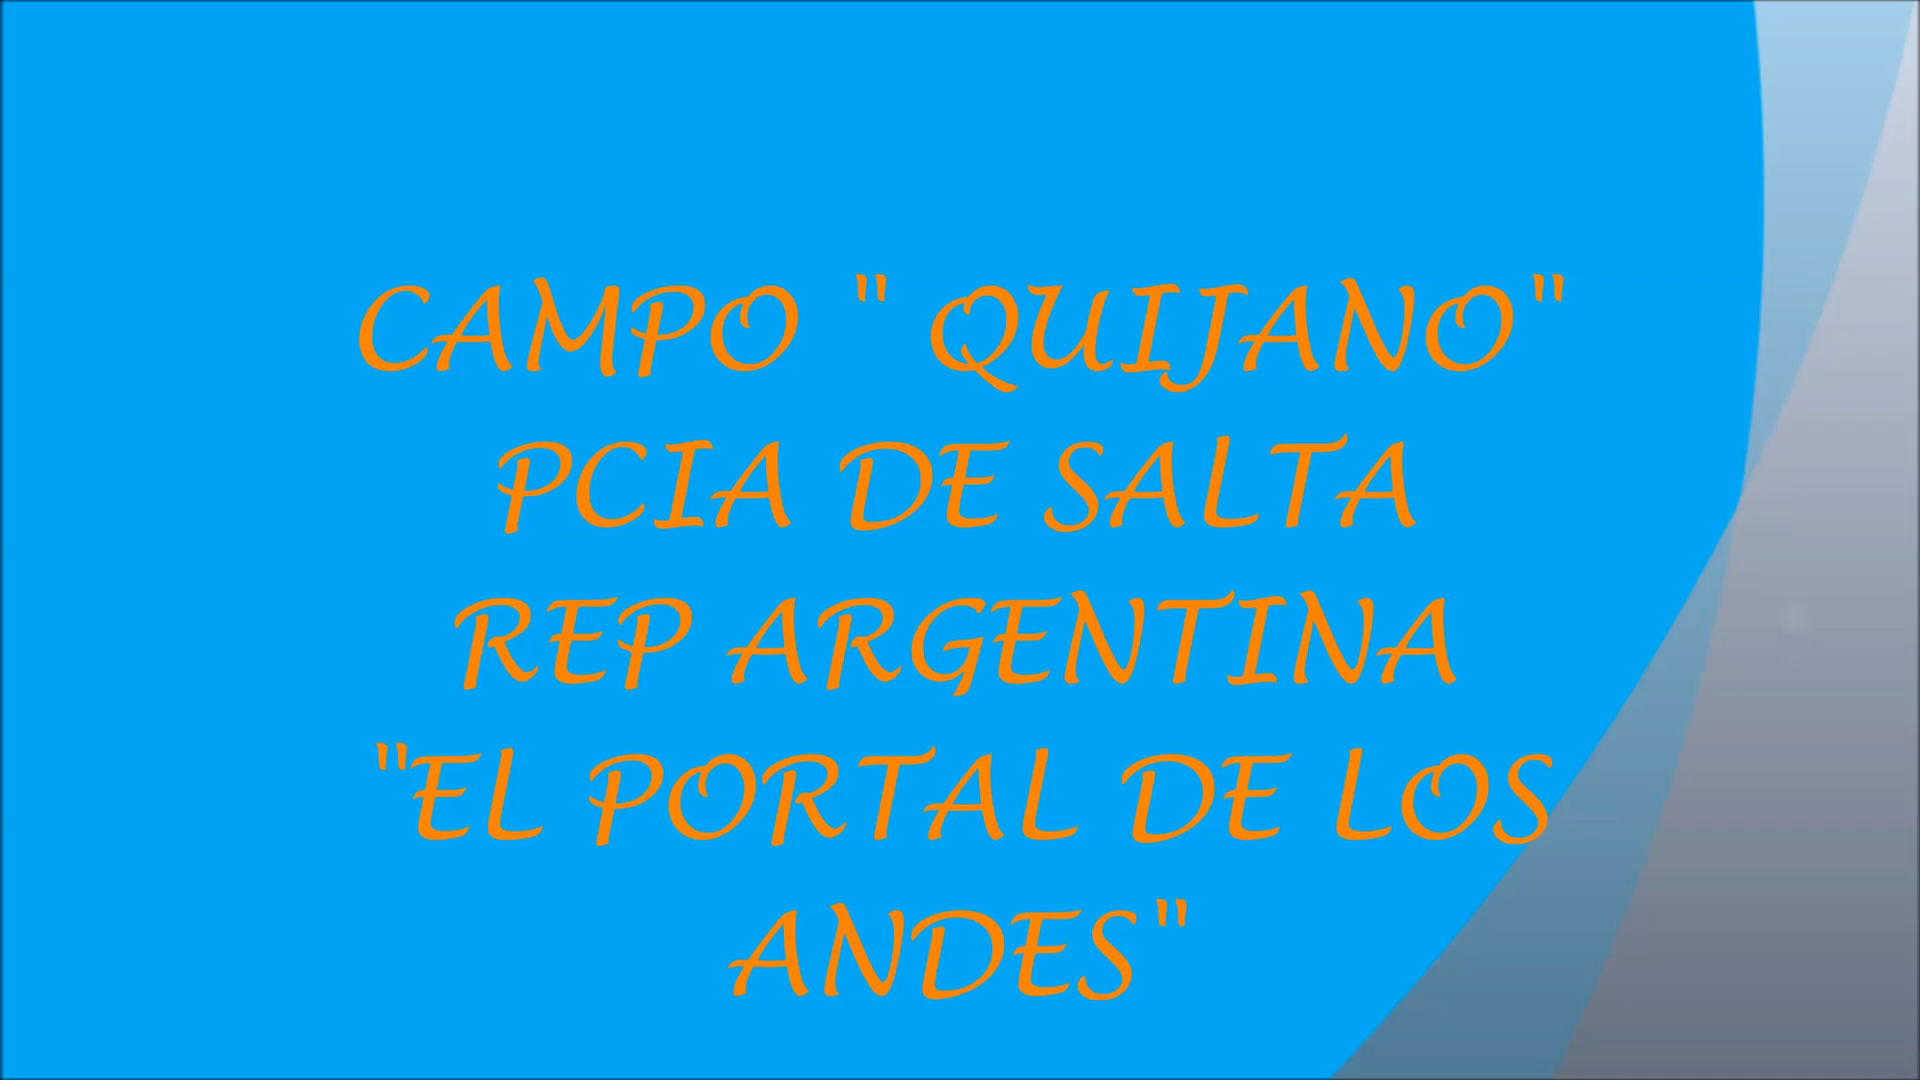 CAMPO " QUIJANO"
PCIA DE SALTA
REP ARGENTINA
"EL PORTAL DE LOS
ANDES"